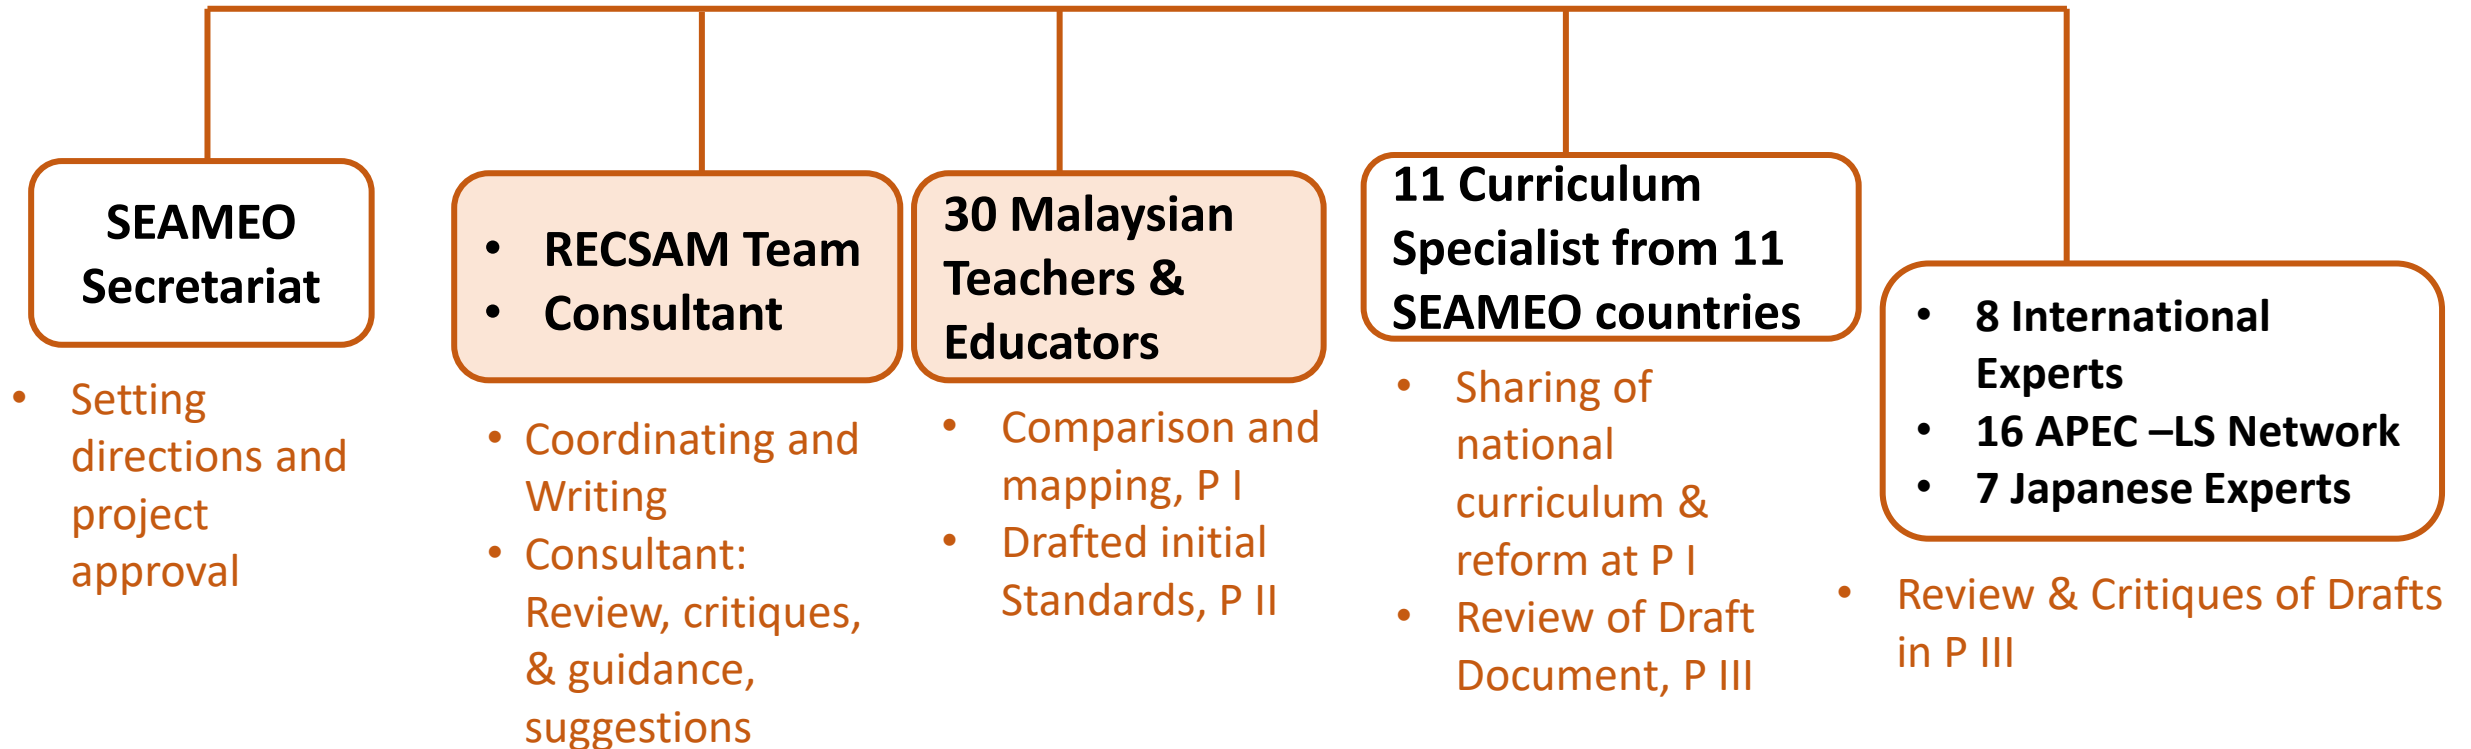 SEAMEO
Secretariat
• Setting
directions and
project
approval
• RECSAM Team
• Consultant
• Coordinating and
Writing
• Consultant:
Review, critiques,
& guidance,
suggestions
30 Malaysian
Teachers &
Educators
• Comparison and
mapping, P I
• Drafted initial
Standards, P II
11 Curriculum
Specialist from 11
SEAMEO countries
• Sharing of
national
curriculum &
reform at P I
• Review of Draft
Document, P III
• 8 International
Experts
• 16 APEC –LS Network
• 7 Japanese Experts
• Review & Critiques of Drafts
in P III